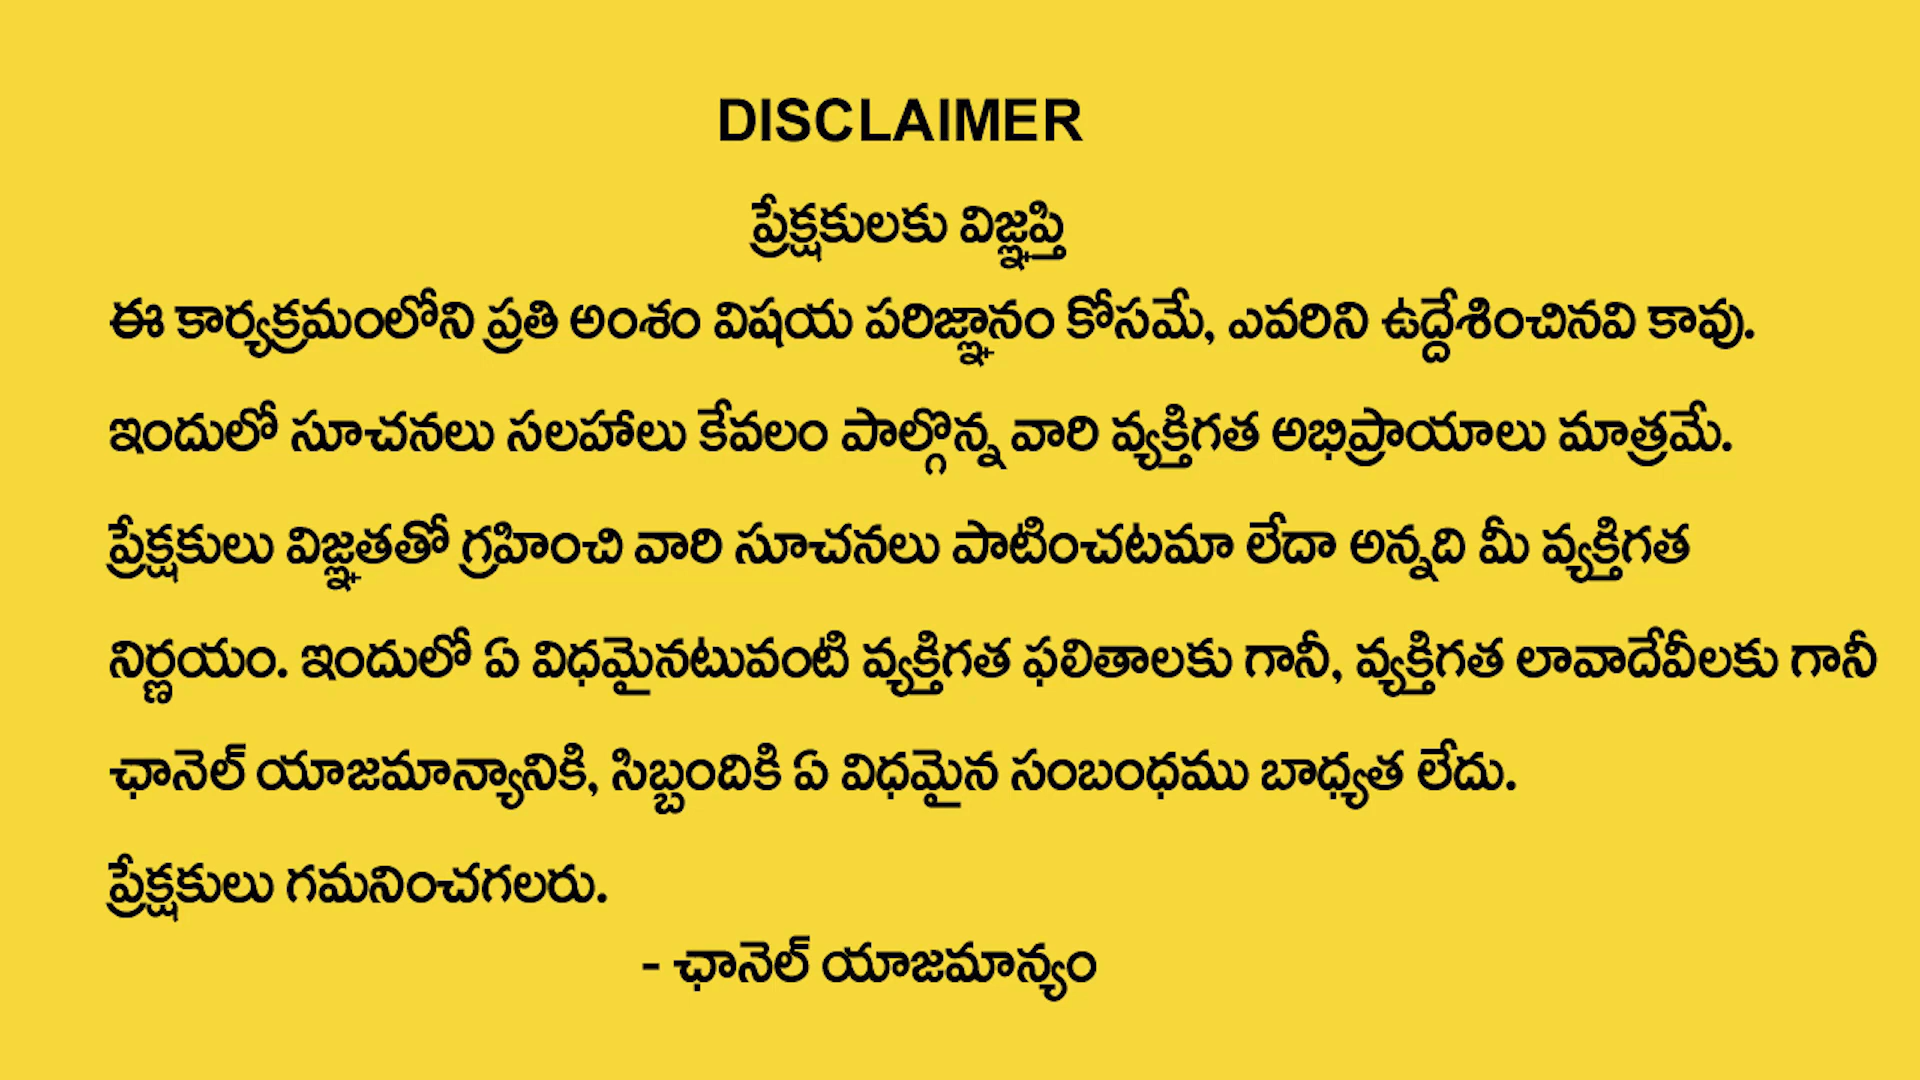 DISCLAIMER
ప్రేక్షకులకు విజ్ఞప్తి
ఈ కార్యక్రమంలోని ప్రతి అంశం విషయ పరిజ్ఞానం కోసమే, ఎవరిని ఉద్దేశించినవి కావు.
ఇందులో సూచనలు సలహాలు కేవలం పాల్గొన్న వారి వ్యక్తిగత అభిప్రాయాలు మాత్రమే.
ప్రేక్షకులు విజ్ఞతతో గ్రహించి వారి సూచనలు పాటించటమా లేదా అన్నది మీ వ్యక్తిగత
నిర్ణయం. ఇందులో ఏ విధమైనటువంటి వ్యక్తిగత ఫలితాలకు గానీ, వ్యక్తిగత లావాదేవీలకు గానీ
ఛానెల్ యాజమాన్యానికి, సిబ్బందికి ఏ విధమైన సంబంధము బాధ్యత లేదు.
ప్రేక్షకులు గమనించగలరు.
- ఛానెల్ యాజమాన్యం